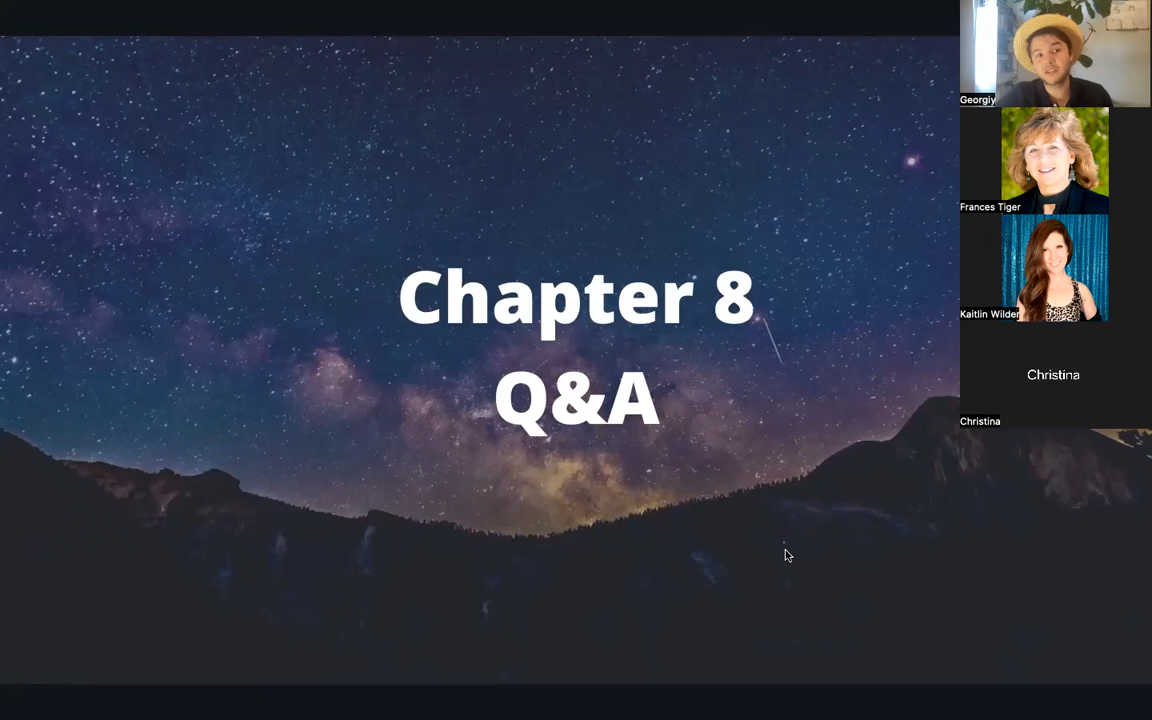 Chapter 8
Q&A
Georgiy
Frances Tiger
Kaitlin Wilder
Christina
Christina